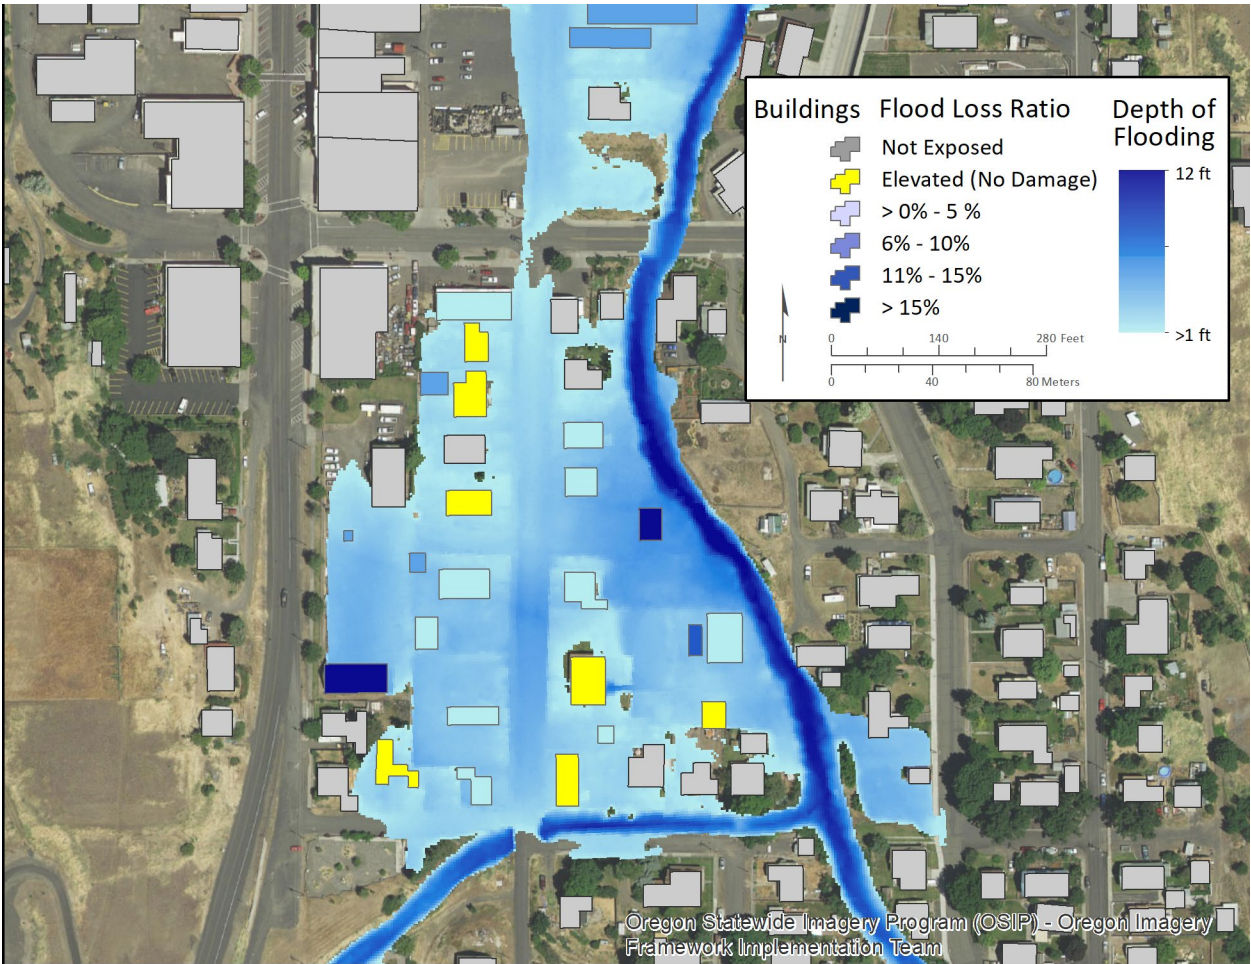 Buildings Flood Loss Ratio
Depth of
Flooding
Not Exposed
Elevated (No Damage)
> 0% - 5 %
6% - 10%
11% - 15%
> 15%
12 ft
>1 ft
N
0 140 280 Feet
0 40 80 Meters
Oregon Statewide Imagery Program (OSIP) - Oregon Imagery
Framework Implementation Team